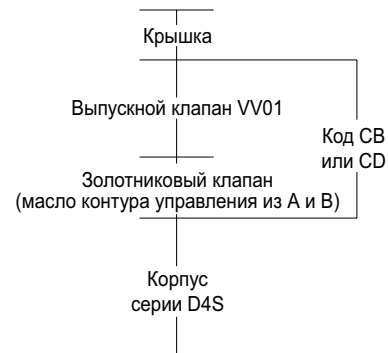 Крышка
Выпускной клапан VV01
Код CB
или CD
Золотниковый клапан
(масло контура управления из A и B)
Корпус
серии D4S